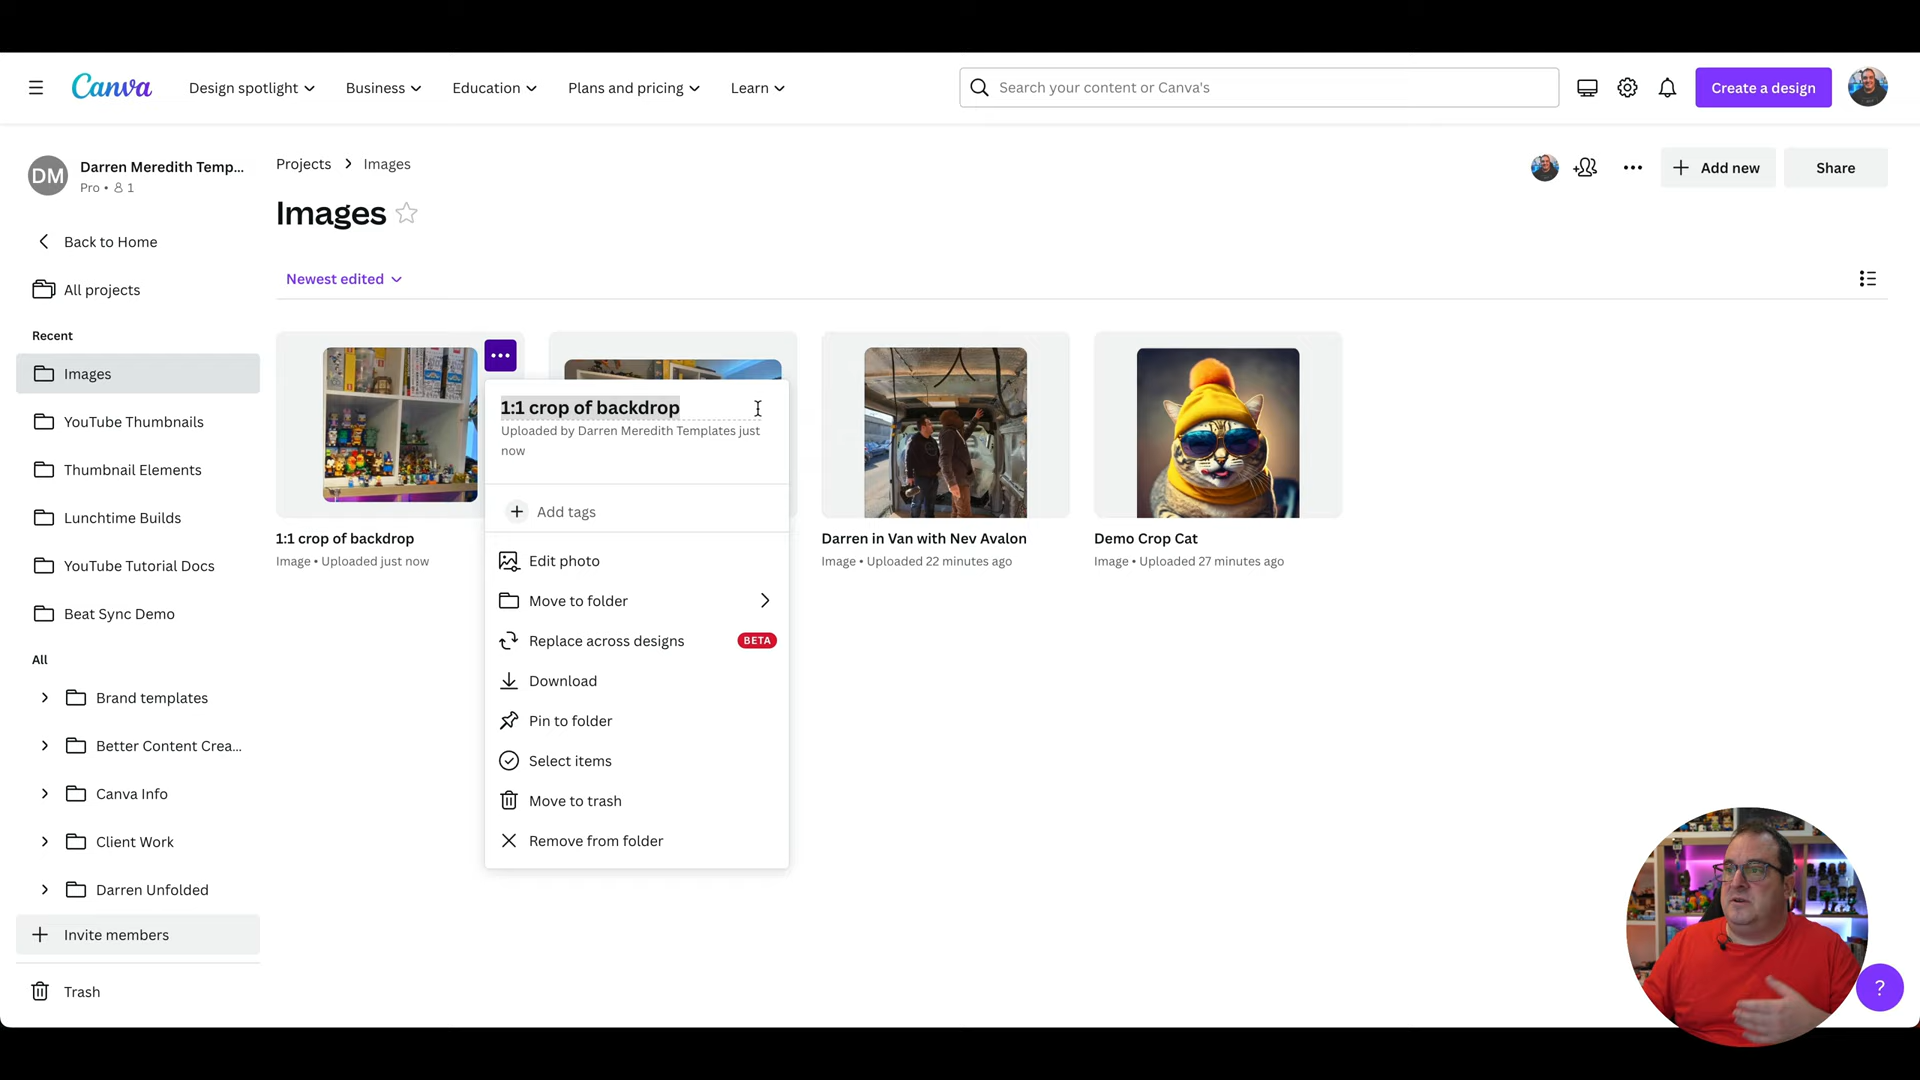 Canva
Design spotlight
Business
Education
Plans and pricing
Learn
Search your content or Canva's
Create a design
DM
Darren Meredith Temp...
Pro • 1
Back to Home
All projects
Recent
Images
YouTube Thumbnails
Thumbnail Elements
Lunchtime Builds
YouTube Tutorial Docs
Beat Sync Demo
All
Brand templates
Better Content Crea...
Canva Info
Client Work
Darren Unfolded
Invite members
Trash
Projects > Images
Add new
Share
Images
Newest edited
1:1 crop of backdrop
Image • Uploaded just now
1:1 crop of backdrop
Uploaded by Darren Meredith Templates just
now
Add tags
Edit photo
Move to folder
Replace across designs BETA
Download
Pin to folder
Select items
Move to trash
Remove from folder
Darren in Van with Nev Avalon
Image • Uploaded 22 minutes ago
Demo Crop Cat
Image • Uploaded 27 minutes ago
?